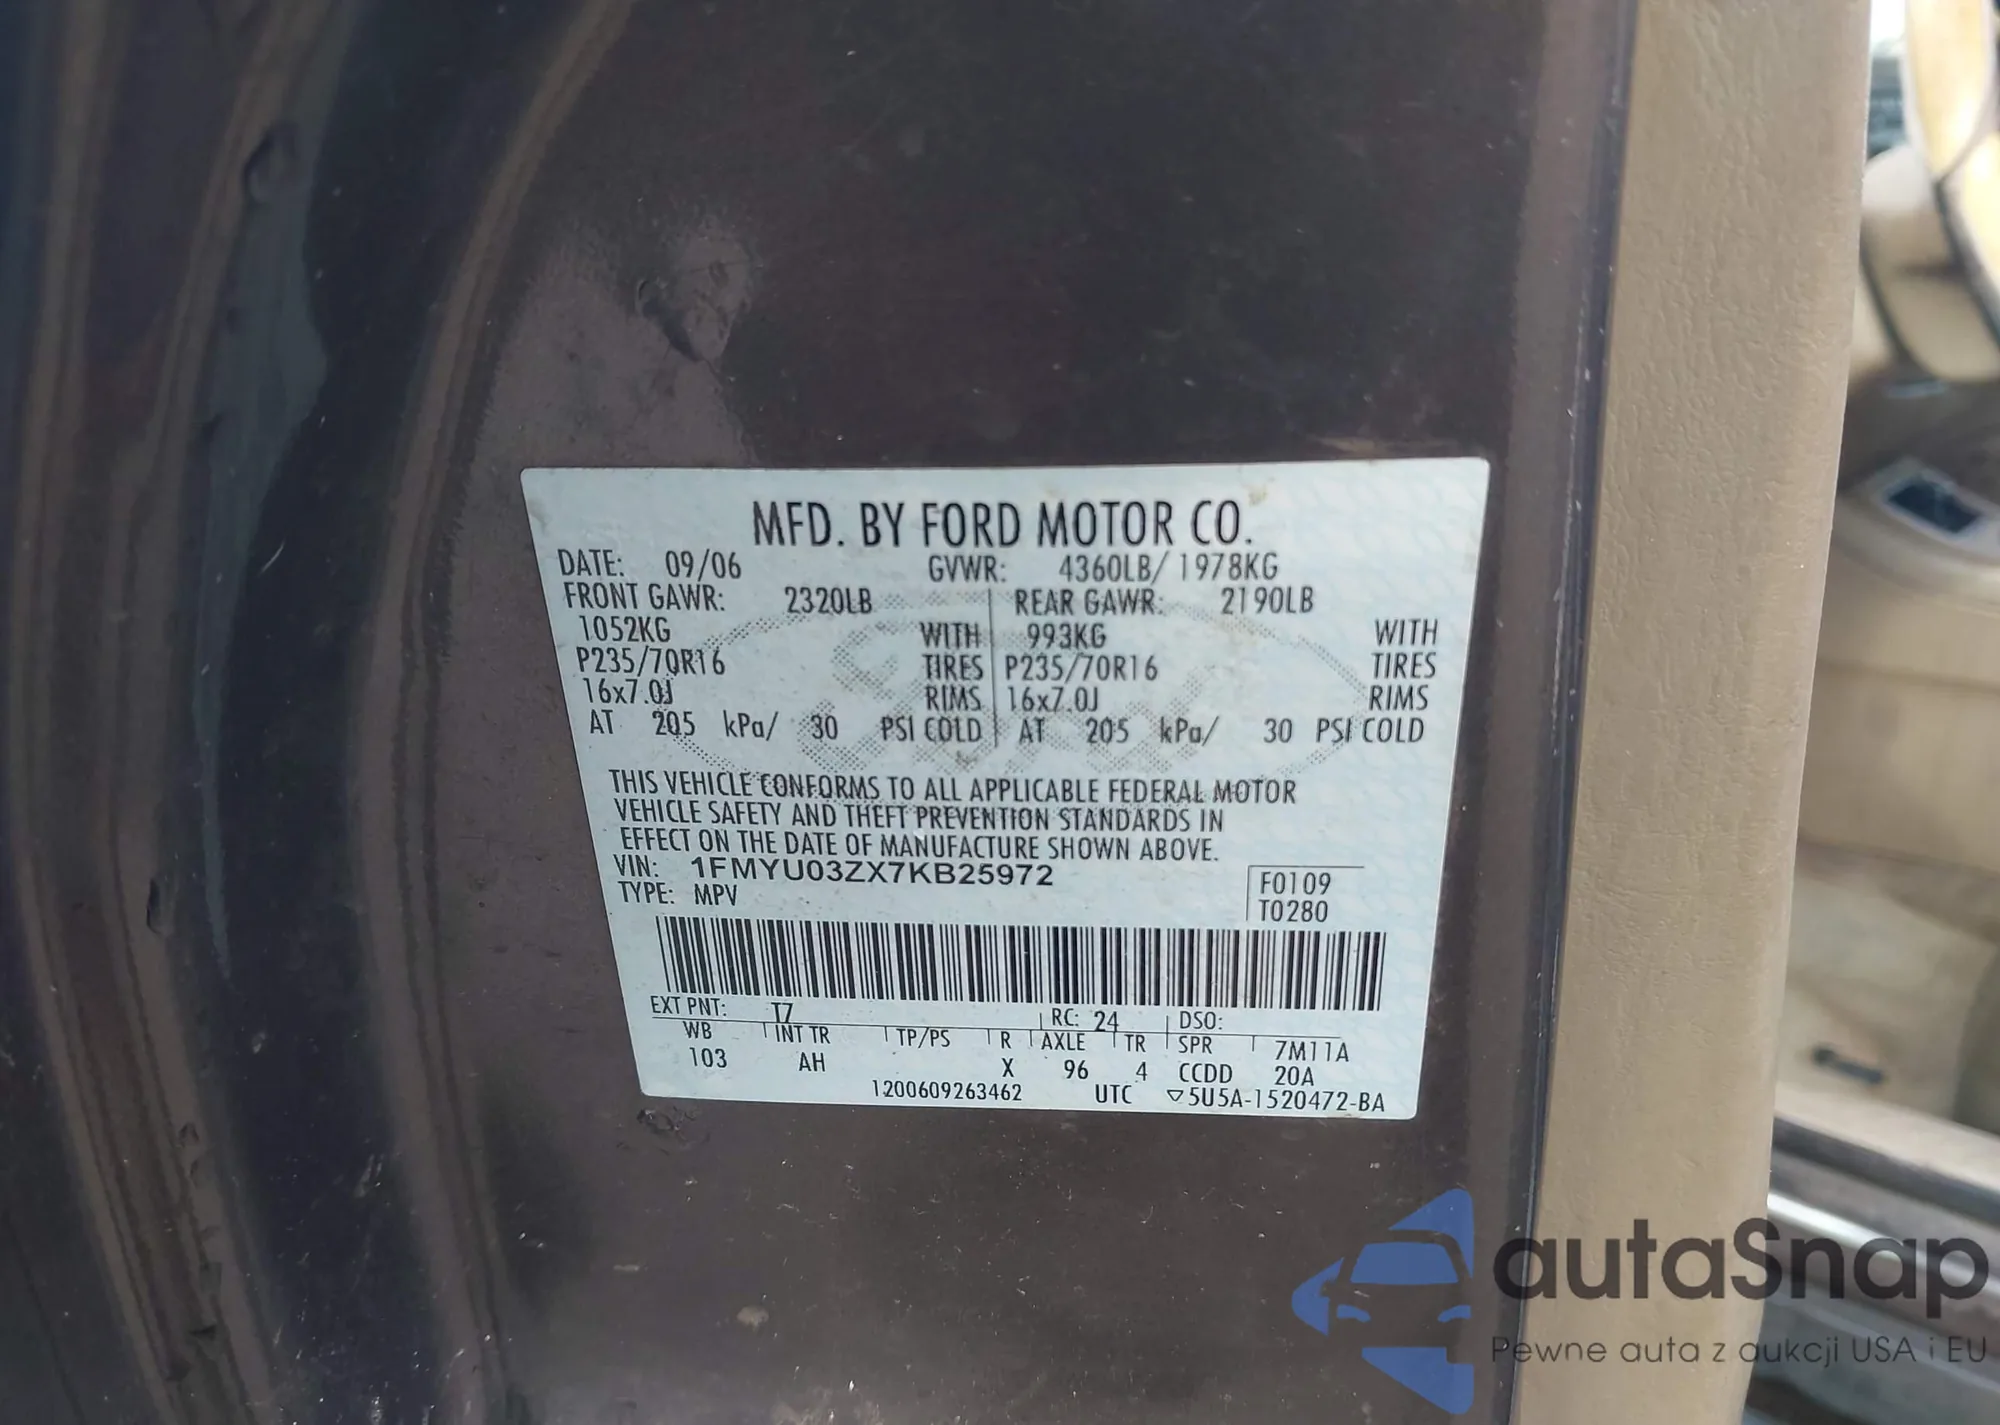 MFD. BY FORD MOTOR CO.
DATE: 09/06 GVWR: 4360LB/ 1978KG
FRONT GAWR: 2320LB REAR GAWR: 2190LB
1052KG WITH 993KG WITH
P235/70R16 TIRES P235/70R16 TIRES
16x7.0J RIMS 16x7.0J RIMS
AT 205 kPa/ 30 PSI COLD AT 205 kPa/ 30 PSI COLD
THIS VEHICLE CONFORMS TO ALL APPLICABLE FEDERAL MOTOR
VEHICLE SAFETY AND THEFT PREVENTION STANDARDS IN
EFFECT ON THE DATE OF MANUFACTURE SHOWN ABOVE.
VIN: 1FMYU03ZX7KB25972
TYPE: MPV
F0109
T0280
EXT PNT: T7 RC: 24 DSO:
WB INT TR TP/PS R AXLE TR SPR 7M11A
103 AH X 96 4 CCDD 20A
1200609263462 UTC ▽5U5A-1520472-BA
autaSnap
Pewne auta z aukcji USA i EU